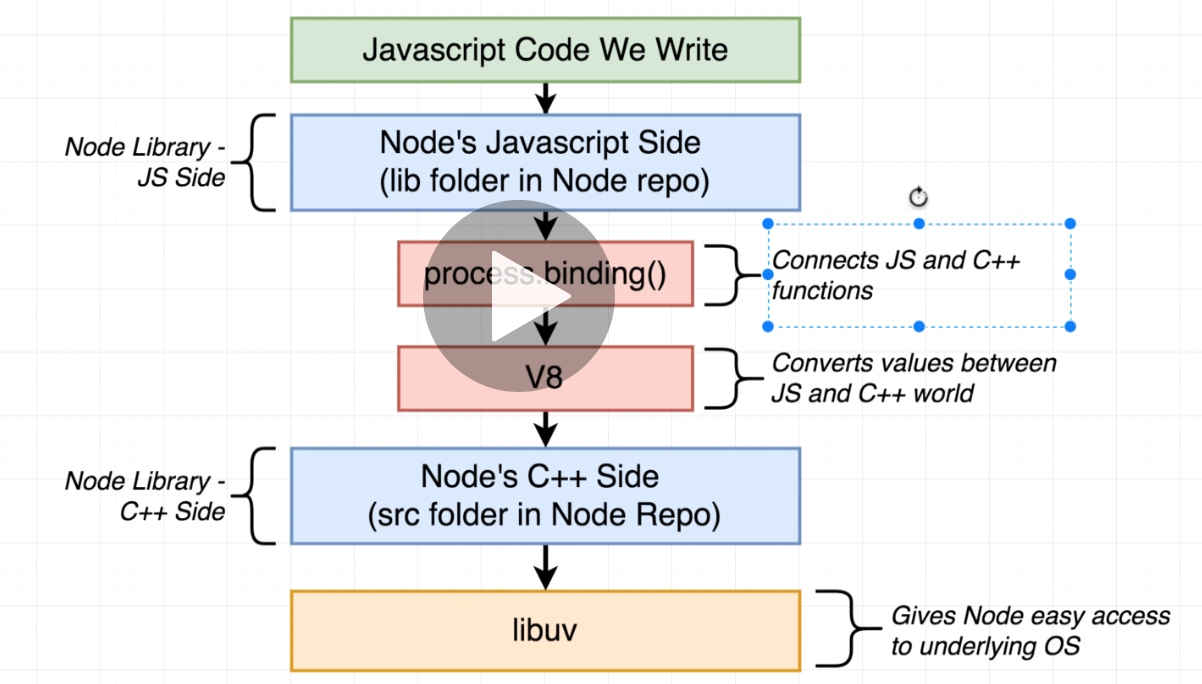 Javascript Code We Write
Node Library -
JS Side
Node's Javascript Side
(lib folder in Node repo)
process.binding()
Connects JS and C++
functions
V8
Converts values between
JS and C++ world
Node Library -
C++ Side
Node's C++ Side
(src folder in Node Repo)
libuv
Gives Node easy access
to underlying OS